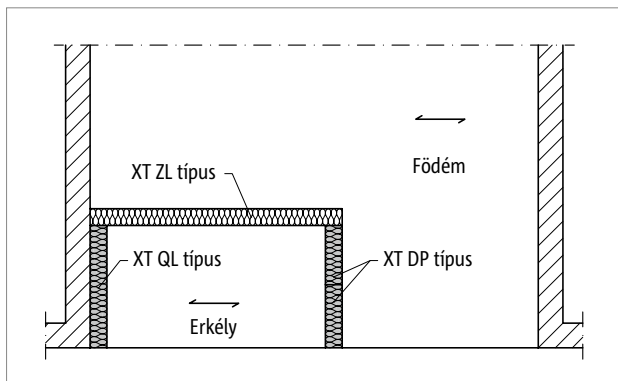 Födém
XT ZL típus
XT QL típus
XT DP típus
Erkély